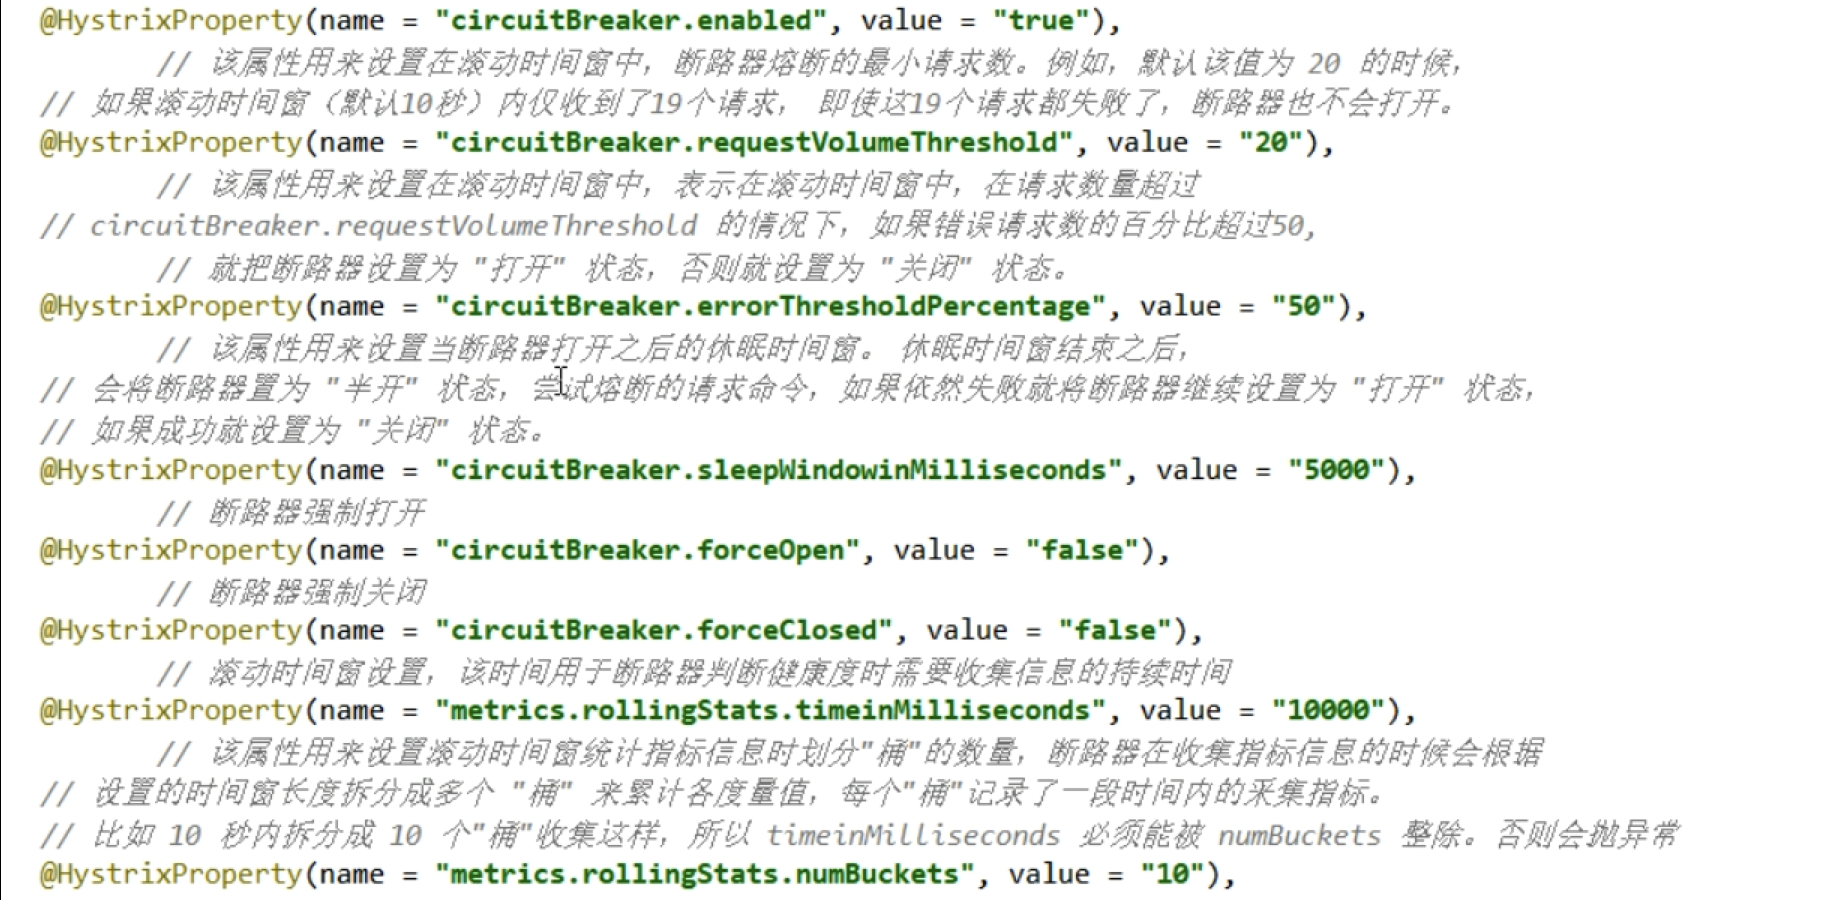 @HystrixProperty(name = "circuitBreaker.enabled", value = "true"),
// 该属性用来设置在滚动时间窗中，断路器熔断的最小请求数。例如，默认该值为 20 的时候，
// 如果滚动时间窗（默认10秒）内仅收到了19个请求， 即使这19个请求都失败了，断路器也不会打开。
@HystrixProperty(name = "circuitBreaker.requestVolumeThreshold", value = "20"),
// 该属性用来设置在滚动时间窗中，表示在滚动时间窗中，在请求数量超过
// circuitBreaker.requestVolumeThreshold 的情况下，如果错误请求数的百分比超过50,
// 就把断路器设置为 "打开" 状态，否则就设置为 "关闭" 状态。
@HystrixProperty(name = "circuitBreaker.errorThresholdPercentage", value = "50"),
// 该属性用来设置当断路器打开之后的休眠时间窗。 休眠时间窗结束之后，
// 会将断路器置为 "半开" 状态，尝试熔断的请求命令，如果依然失败就将断路器继续设置为 "打开" 状态，
// 如果成功就设置为 "关闭" 状态。
@HystrixProperty(name = "circuitBreaker.sleepWindowinMilliseconds", value = "5000"),
// 断路器强制打开
@HystrixProperty(name = "circuitBreaker.forceOpen", value = "false"),
// 断路器强制关闭
@HystrixProperty(name = "circuitBreaker.forceClosed", value = "false"),
// 滚动时间窗设置，该时间用于断路器判断健康度时需要收集信息的持续时间
@HystrixProperty(name = "metrics.rollingStats.timeinMilliseconds", value = "10000"),
// 该属性用来设置滚动时间窗统计指标信息时划分"桶"的数量，断路器在收集指标信息的时候会根据
// 设置的时间窗长度拆分成多个 "桶" 来累计各度量值，每个"桶"记录了一段时间内的采集指标。
// 比如 10 秒内拆分成 10 个"桶"收集这样，所以 timeinMilliseconds 必须能被 numBuckets 整除。否则会抛异常
@HystrixProperty(name = "metrics.rollingStats.numBuckets", value = "10"),